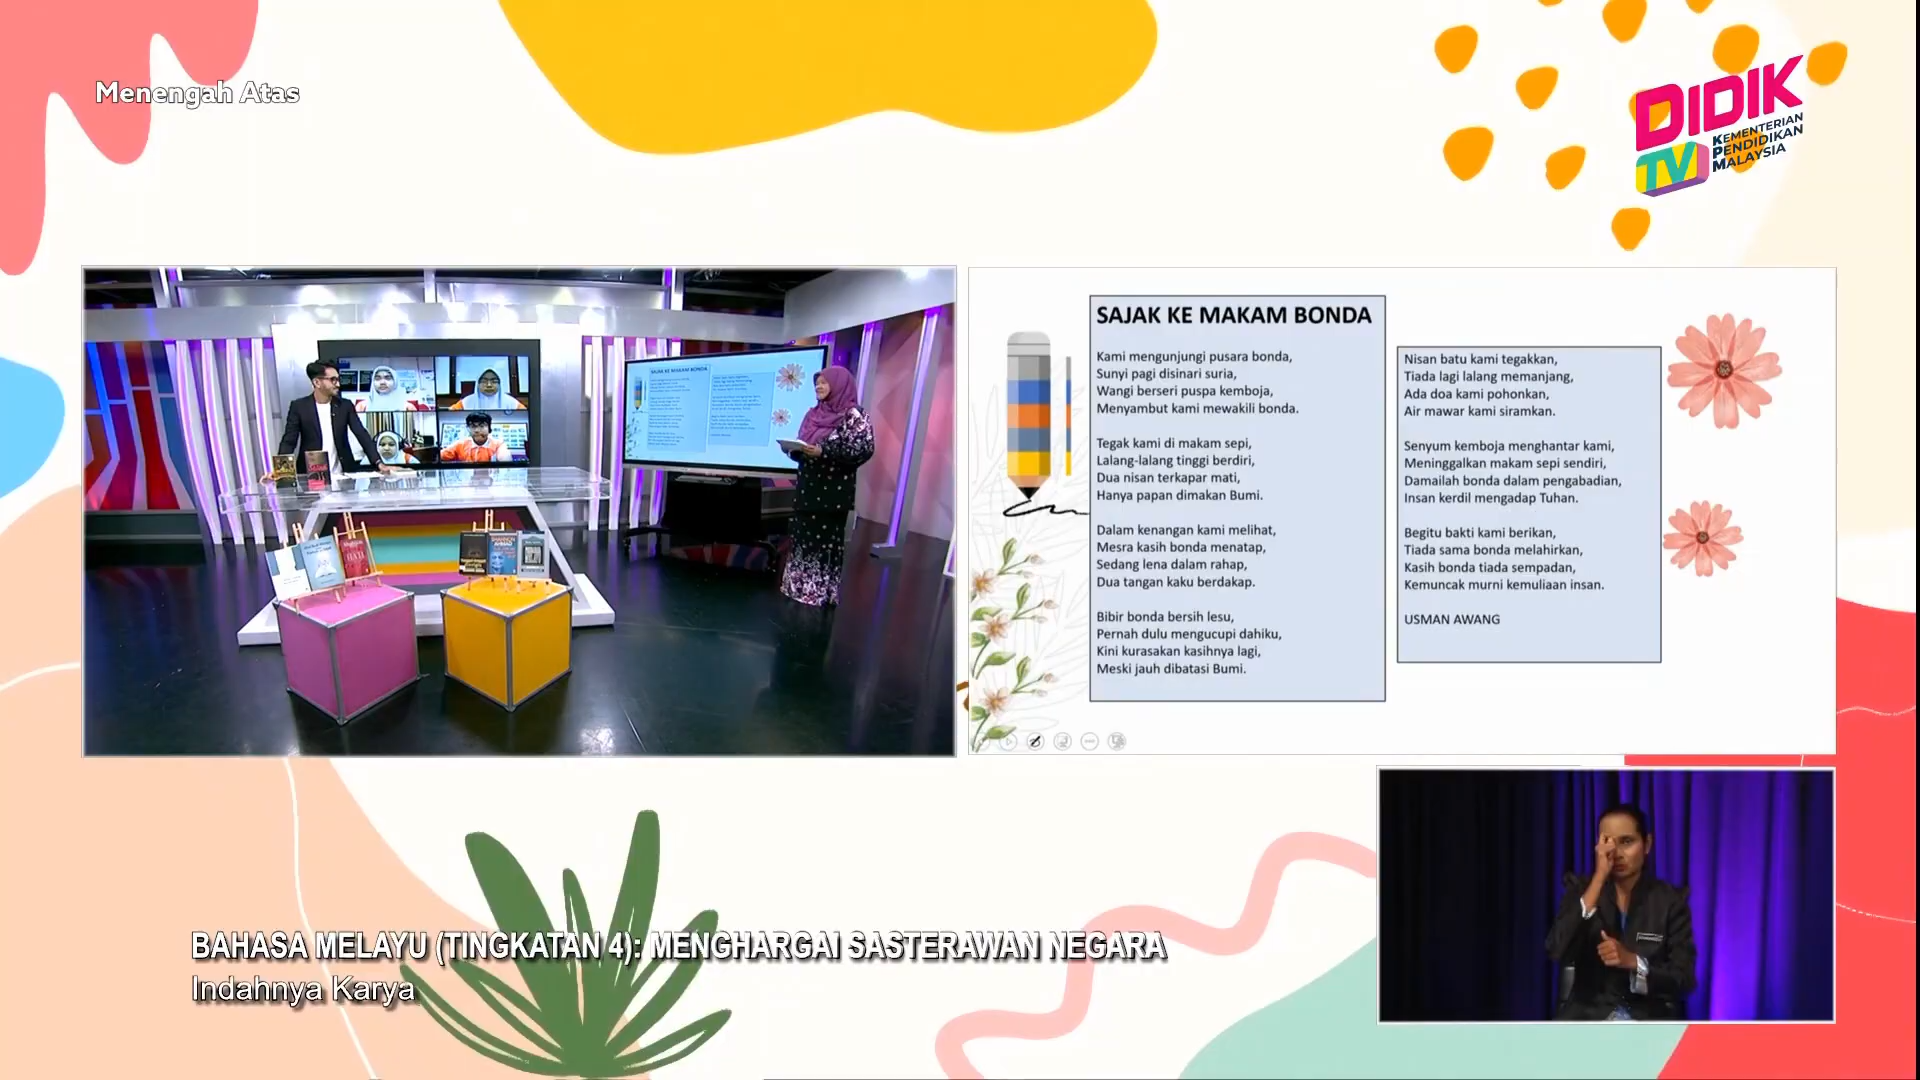 Menengah Atas
DIDIK
TV
KEMENTERIAN
PENDIDIKAN
MALAYSIA
SAJAK KE MAKAM BONDA
Kami mengunjungi pusara bonda,
Sunyi pagi disinari suria,
Wangi berseri puspa kemboja,
Menyambut kami mewakili bonda.
Tegak kami di makam sepi,
Lalang-lalang tinggi berdiri,
Dua nisan terkapar mati,
Hanya papan dimakan Bumi.
Dalam kenangan kami melihat,
Mesra kasih bonda menatap,
Sedang lena dalam rahap,
Dua tangan kaku berdakap.
Bibir bonda bersih lesu,
Pernah dulu mengucupi dahiku,
Kini kurasakan kasihnya lagi,
Meski jauh dibatasi Bumi.
Nisan batu kami tegakkan,
Tiada lagi lalang memanjang,
Ada doa kami pohonkan,
Air mawar kami siramkan.
Senyum kemboja menghantar kami,
Meninggalkan makam sepi sendiri,
Damailah bonda dalam pengabadian,
Insan kerdil mengadap Tuhan.
Begitu bakti kami berikan,
Tiada sama bonda melahirkan,
Kasih bonda tiada sempadan,
Kemuncak murni kemuliaan insan.
USMAN AWANG
BAHASA MELAYU (TINGKATAN 4): MENGHARGAI SASTERAWAN NEGARA
Indahnya Karya